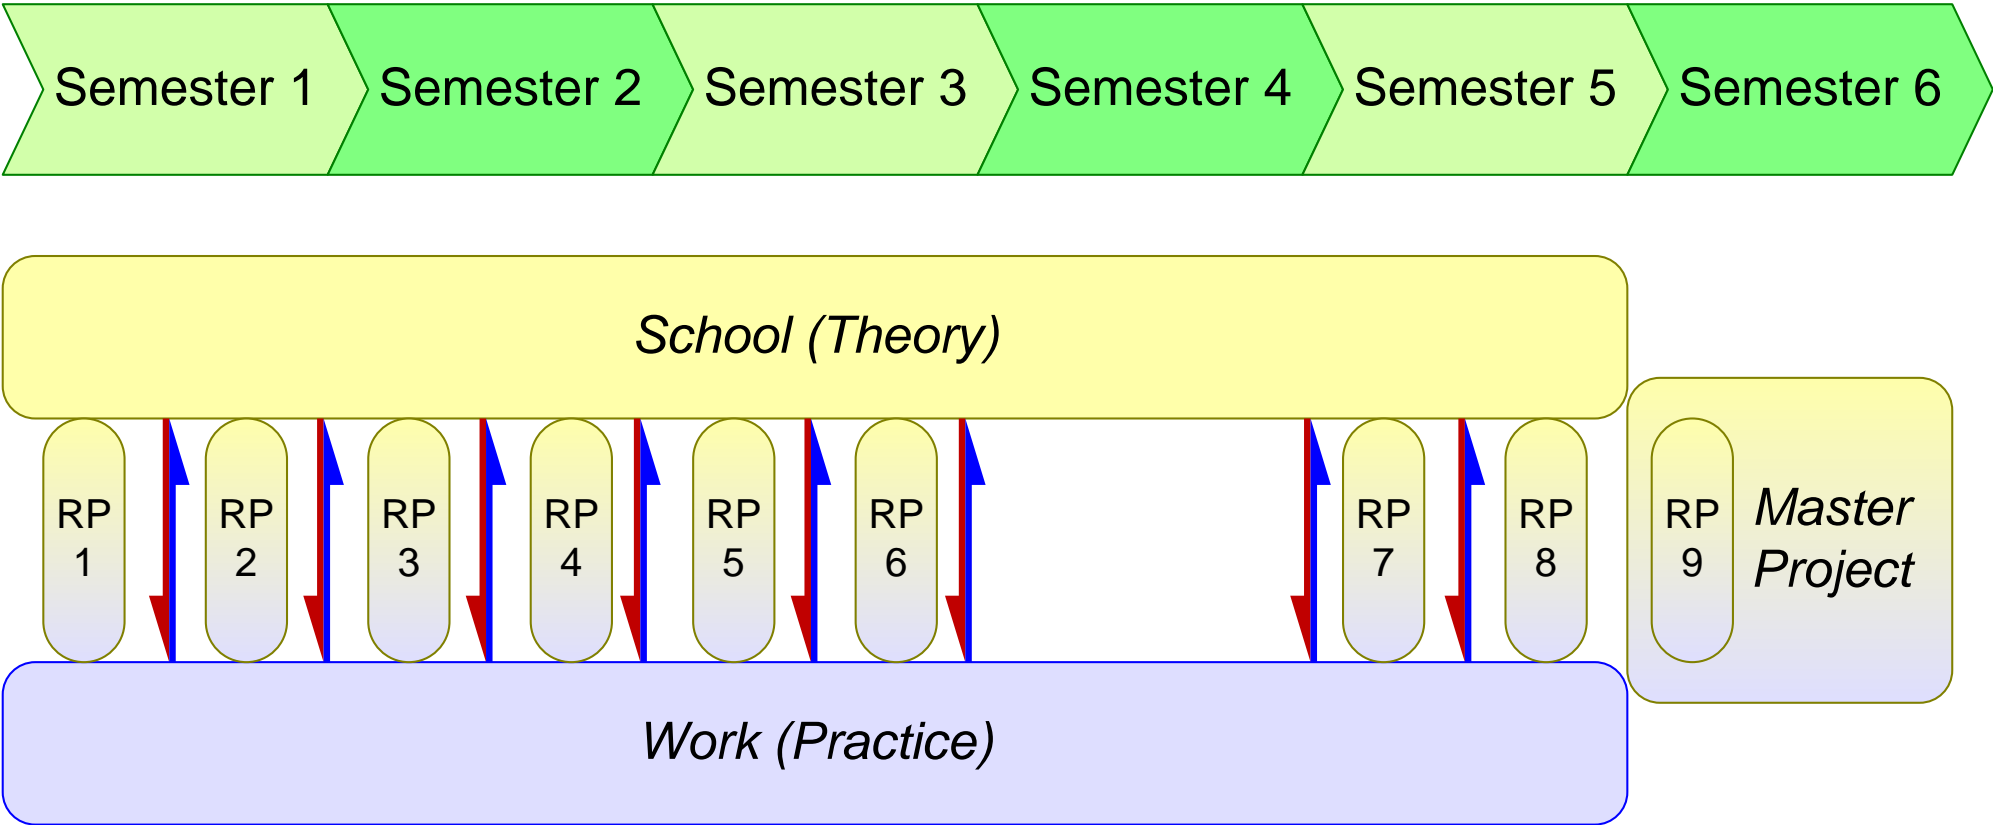 Semester 1
Semester 2
Semester 3
Semester 4
Semester 5
Semester 6
School (Theory)
RP
1
RP
2
RP
3
RP
4
RP
5
RP
6
RP
7
RP
8
RP
9
Master
Project
Work (Practice)